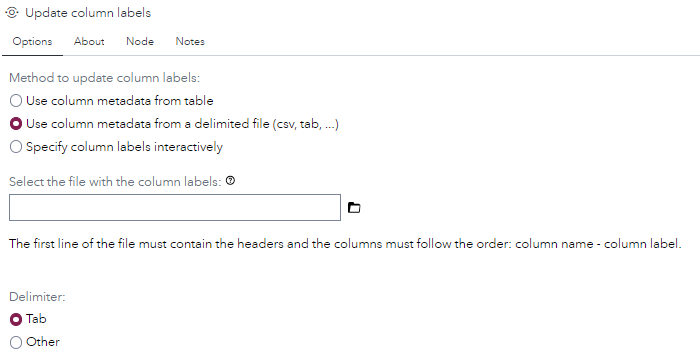 Update column labels
Options About Node Notes
Method to update column labels:
Use column metadata from table
Use column metadata from a delimited file (csv, tab, ...)
Specify column labels interactively
Select the file with the column labels:
The first line of the file must contain the headers and the columns must follow the order: column name - column label.
Delimiter:
Tab
Other